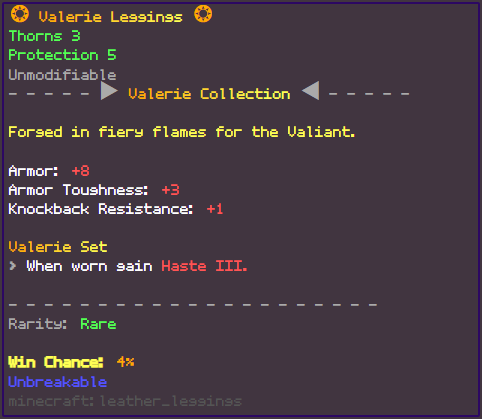 Valerie Leggings
Thorns 3
Protection 5
Unmodifiable
- - - - - ▶ Valerie Collection ◀ - - - - -
Forged in fiery flames for the Valiant.
Armor: +8
Armor Toughness: +3
Knockback Resistance: +1
Valerie Set
> When worn gain Haste III.
- - - - - - - - - - - - - - - - - - - - - - -
Rarity: Rare
Win Chance: 4%
Unbreakable
minecraft:leather_leggings